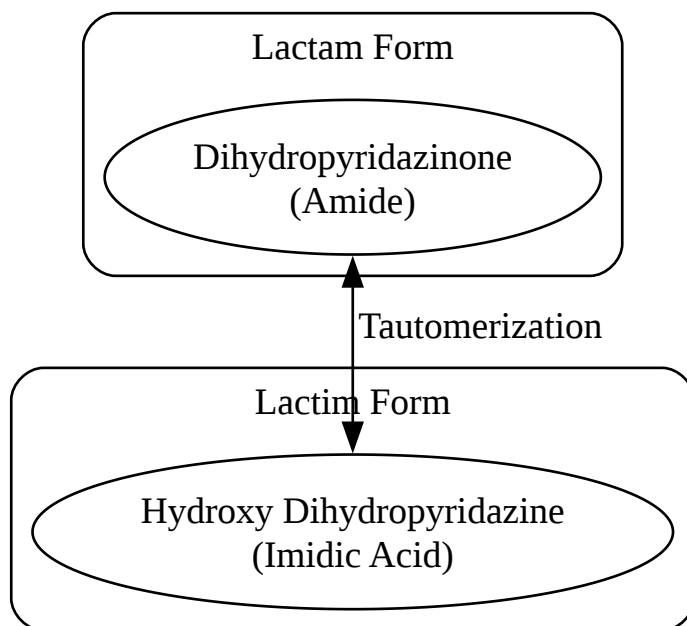 Lactam Form
Dihydropyridazinone
(Amide)
Tautomerization
Lactim Form
Hydroxy Dihydropyridazine
(Imidic Acid)